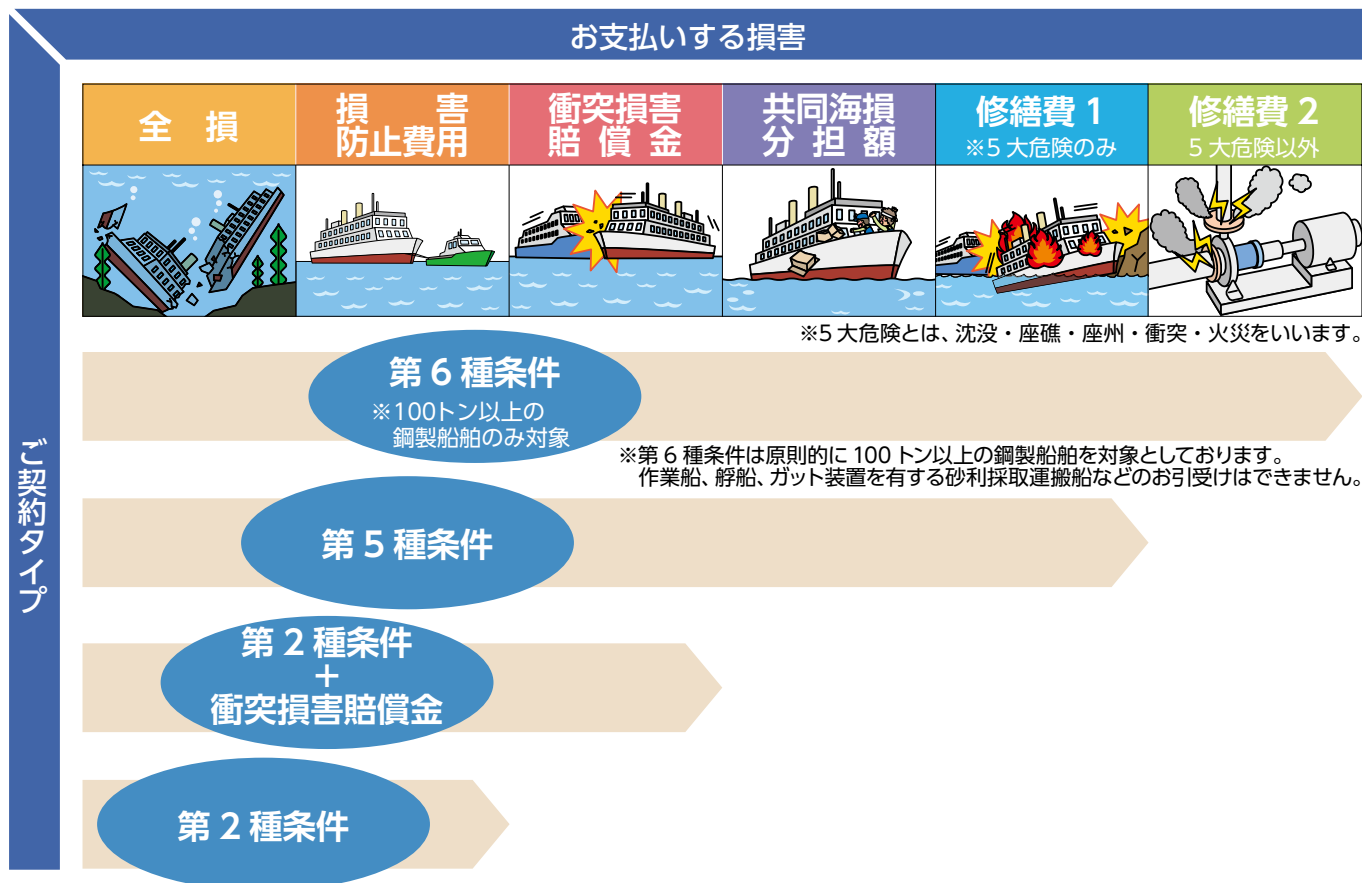 お支払いする損害
ご契約タイプ
全 損
損 害
防止費用
衝突損害
賠 償 金
共同海損
分 担 額
修繕費 1
※5 大危険のみ
修繕費 2
5 大危険以外
※5 大危険とは、沈没・座礁・座州・衝突・火災をいいます。
第 6 種条件
※100トン以上の
鋼製船舶のみ対象
※第 6 種条件は原則的に 100 トン以上の鋼製船舶を対象としております。
作業船、艀船、ガット装置を有する砂利採取運搬船などのお引受けはできません。
第 5 種条件
第 2 種条件
＋
衝突損害賠償金
第 2 種条件